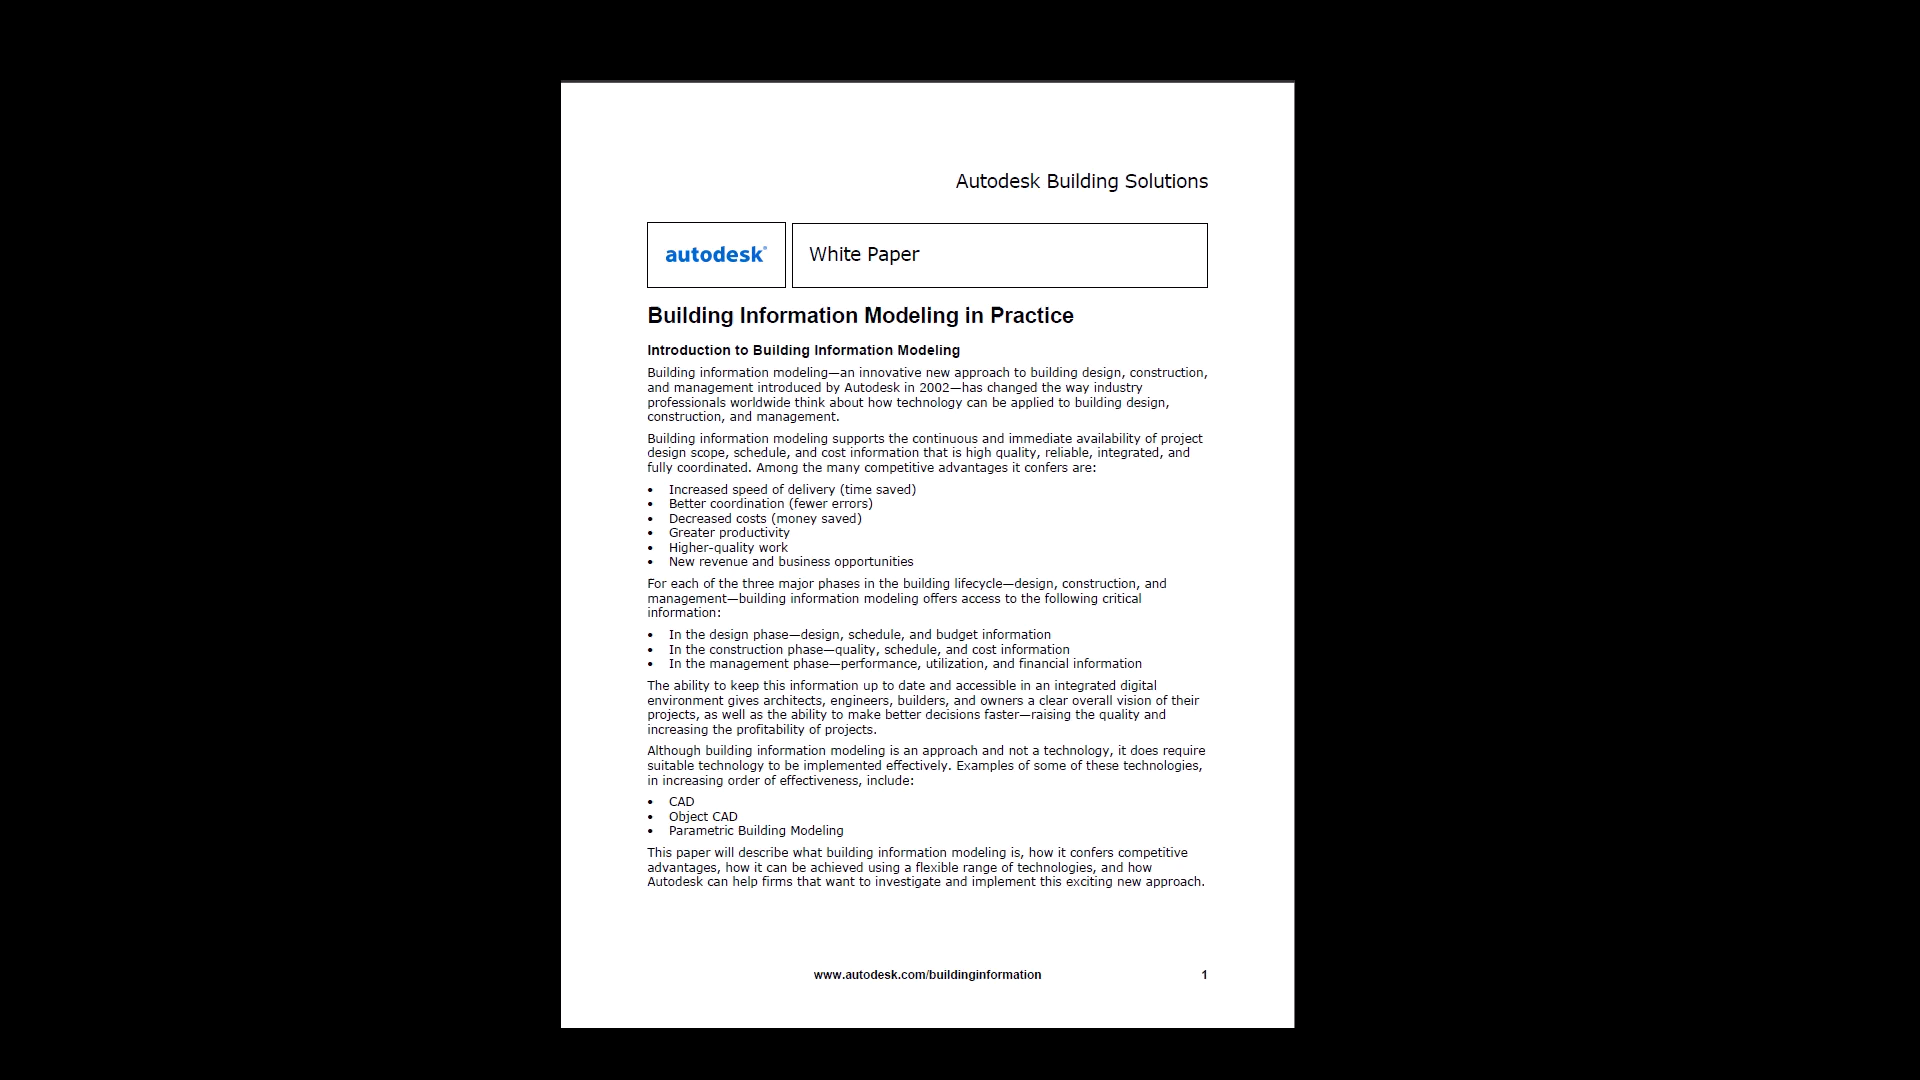 Autodesk Building Solutions
autodesk®
White Paper
Building Information Modeling in Practice
Introduction to Building Information Modeling
Building information modeling—an innovative new approach to building design, construction,
and management introduced by Autodesk in 2002—has changed the way industry
professionals worldwide think about how technology can be applied to building design,
construction, and management.
Building information modeling supports the continuous and immediate availability of project
design scope, schedule, and cost information that is high quality, reliable, integrated, and
fully coordinated. Among the many competitive advantages it confers are:
• Increased speed of delivery (time saved)
• Better coordination (fewer errors)
• Decreased costs (money saved)
• Greater productivity
• Higher-quality work
• New revenue and business opportunities
For each of the three major phases in the building lifecycle—design, construction, and
management—building information modeling offers access to the following critical
information:
• In the design phase—design, schedule, and budget information
• In the construction phase—quality, schedule, and cost information
• In the management phase—performance, utilization, and financial information
The ability to keep this information up to date and accessible in an integrated digital
environment gives architects, engineers, builders, and owners a clear overall vision of their
projects, as well as the ability to make better decisions faster—raising the quality and
increasing the profitability of projects.
Although building information modeling is an approach and not a technology, it does require
suitable technology to be implemented effectively. Examples of some of these technologies,
in increasing order of effectiveness, include:
• CAD
• Object CAD
• Parametric Building Modeling
This paper will describe what building information modeling is, how it confers competitive
advantages, how it can be achieved using a flexible range of technologies, and how
Autodesk can help firms that want to investigate and implement this exciting new approach.
www.autodesk.com/buildinginformation 1